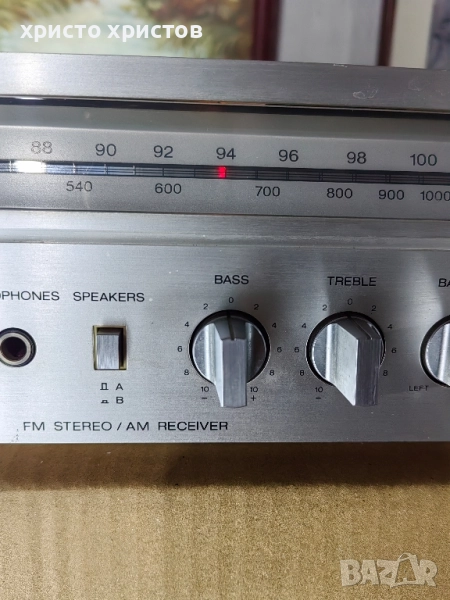 христо христов
88 90 92 94 96 98 100
540 600 700 800 900 1000
PHONES SPEAKERS BASS TREBLE BA
2 0 2 2 0 2
4 4 4 4
6 6 6 6
8 8 8 8
10 10 10 10 LEFT
- + - +
A
B
FM STEREO / AM RECEIVER
BAZAR